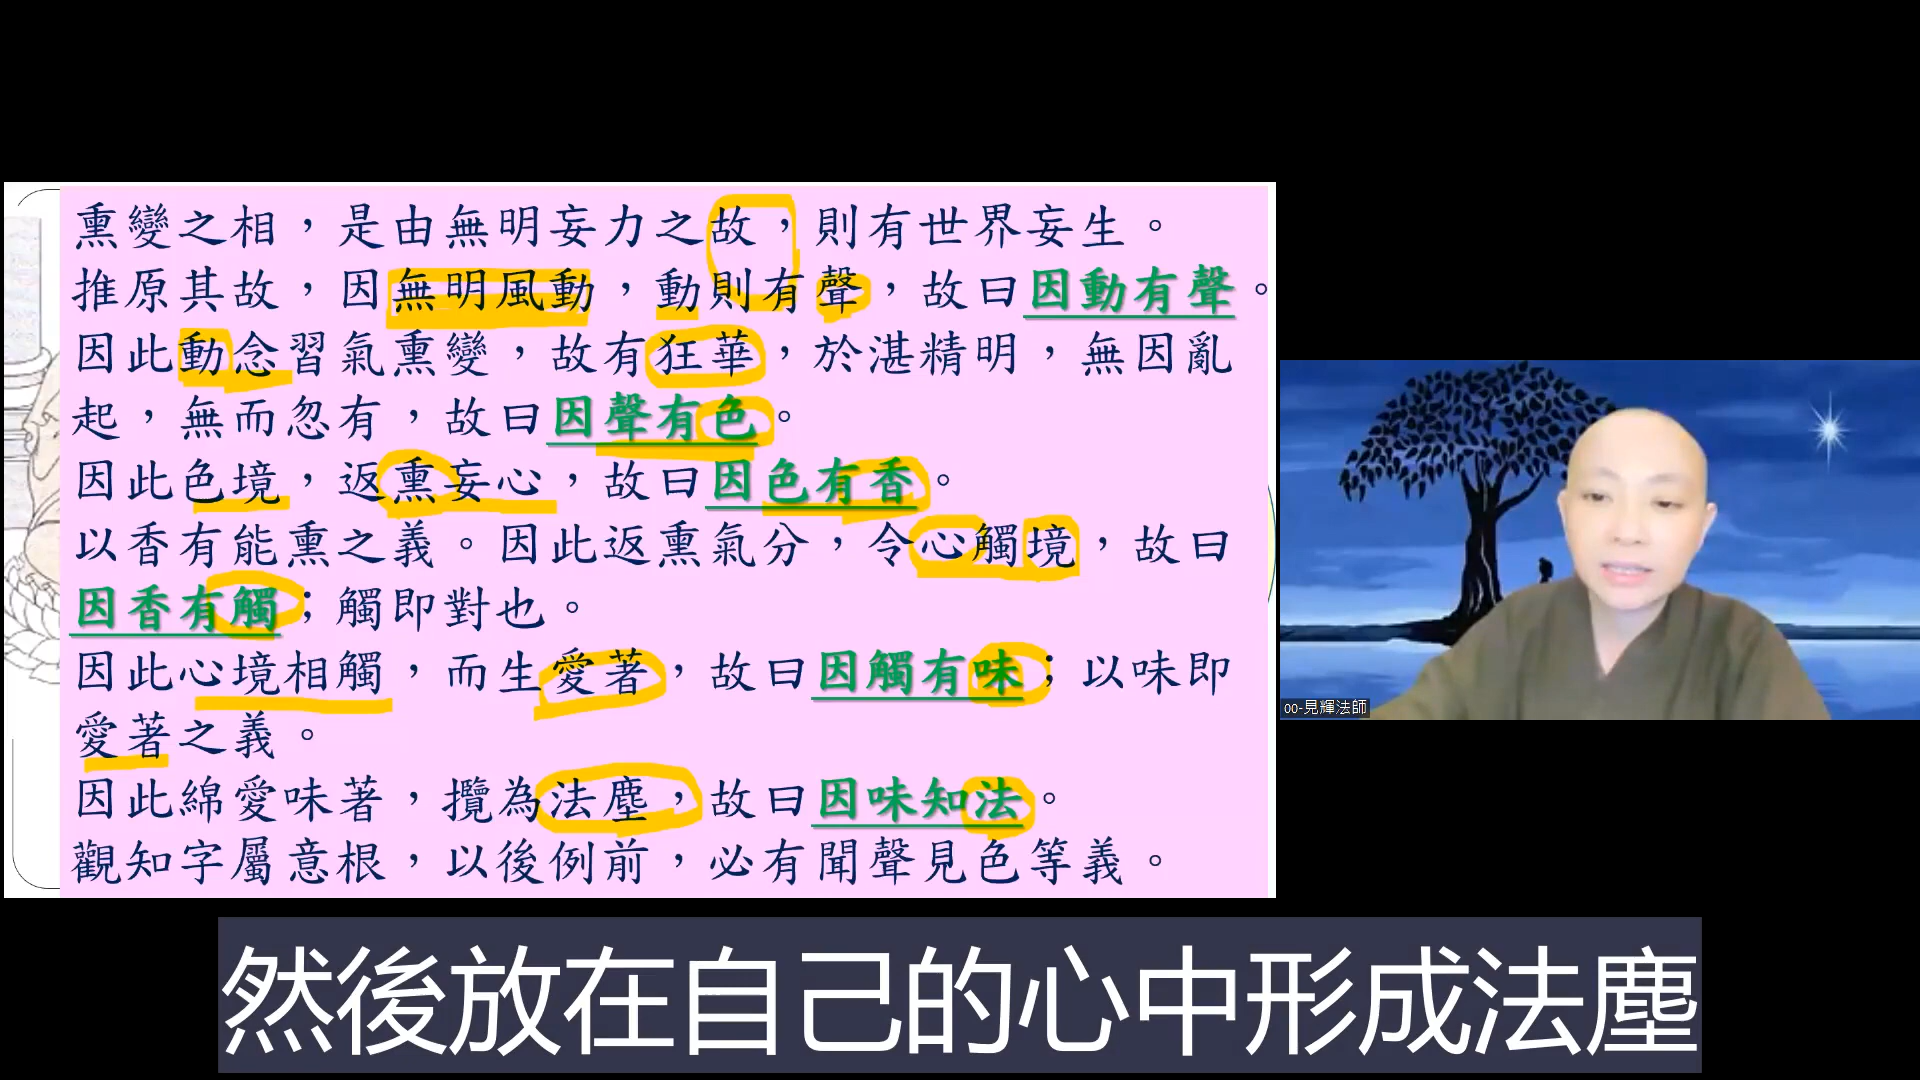 熏變之相，是由無明妄力之故，則有世界妄生。
推原其故，因無明風動，動則有聲，故曰因動有聲。
因此動念習氣熏變，故有狂華，於湛精明，無因亂
起，無而忽有，故曰因聲有色。
因此色境，返熏妄心，故曰因色有香。
以香有能熏之義。因此返熏氣分，令心觸境，故曰
因香有觸；觸即對也。
因此心境相觸，而生愛著，故曰因觸有味；以味即
愛著之義。
因此綿愛味著，攬為法塵，故曰因味知法。
觀知字屬意根，以後例前，必有聞聲見色等義。
00-見輝法師
然後放在自己的心中形成法塵